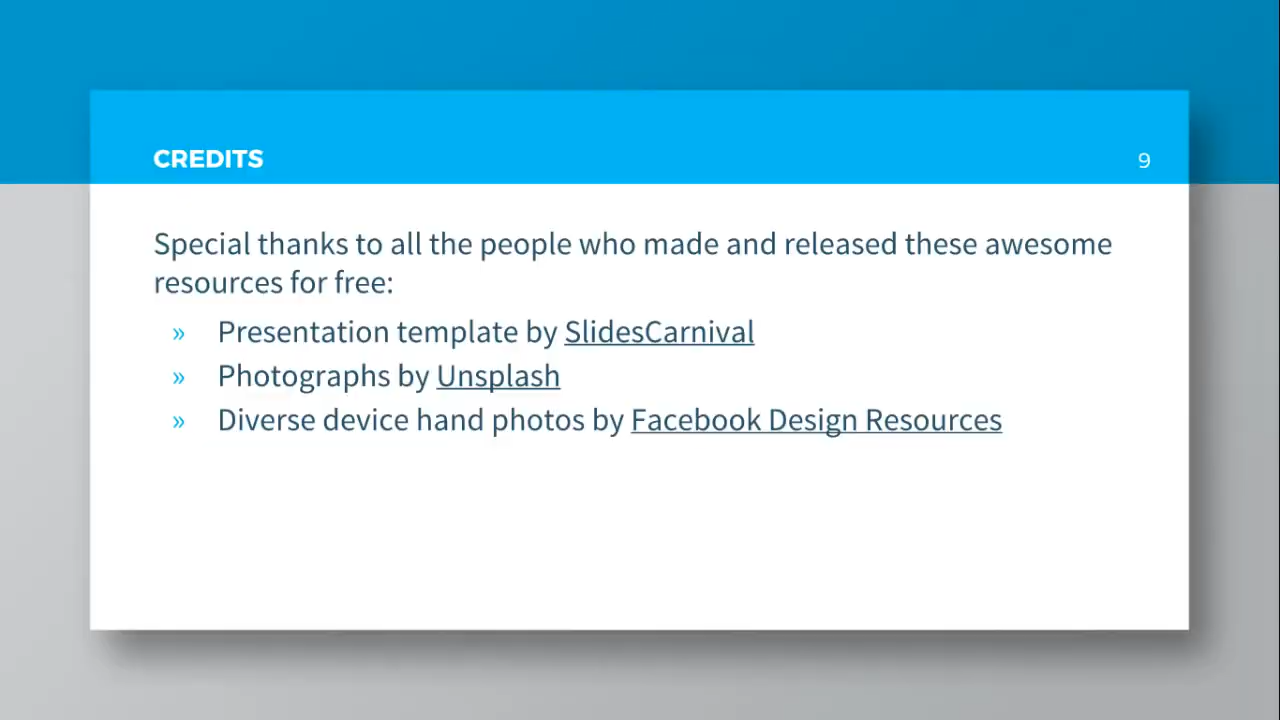 CREDITS
9
Special thanks to all the people who made and released these awesome
resources for free:
» Presentation template by SlidesCarnival
» Photographs by Unsplash
» Diverse device hand photos by Facebook Design Resources